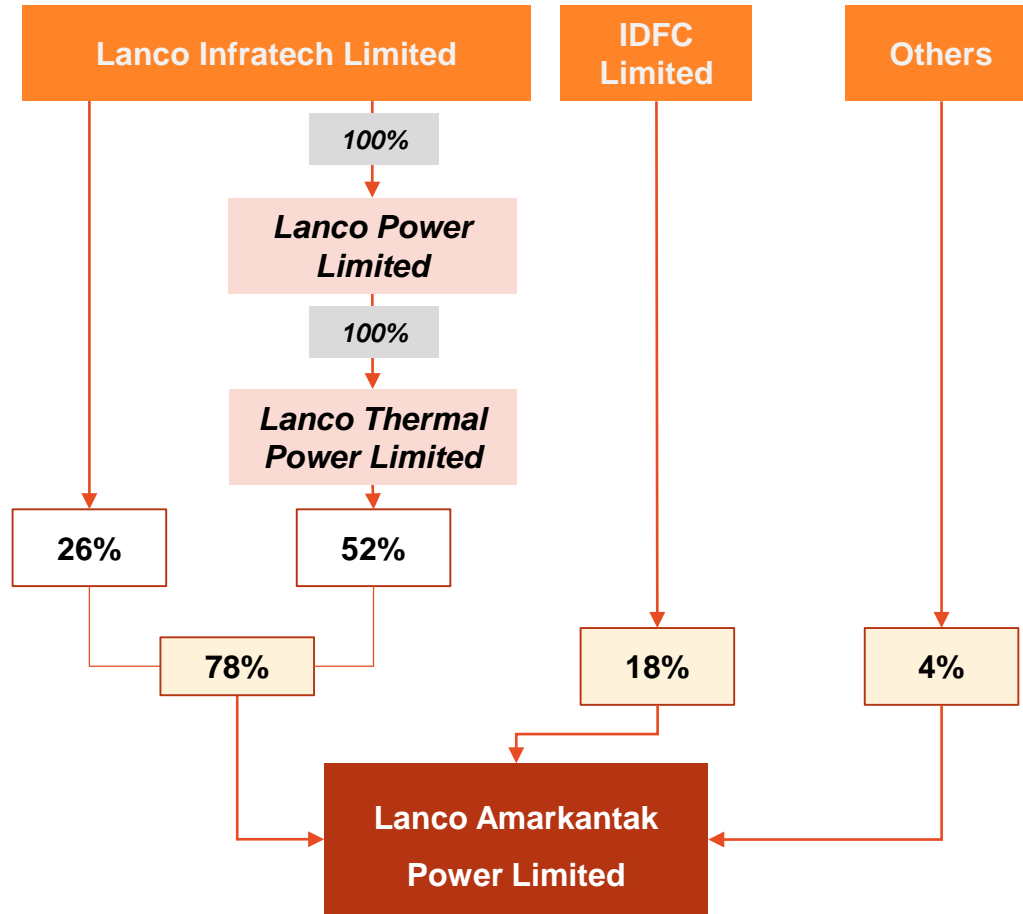 Lanco Infratech Limited
IDFC
Limited
Others
100%
Lanco Power
Limited
100%
Lanco Thermal
Power Limited
26%
52%
78%
18%
4%
Lanco Amarkantak
Power Limited